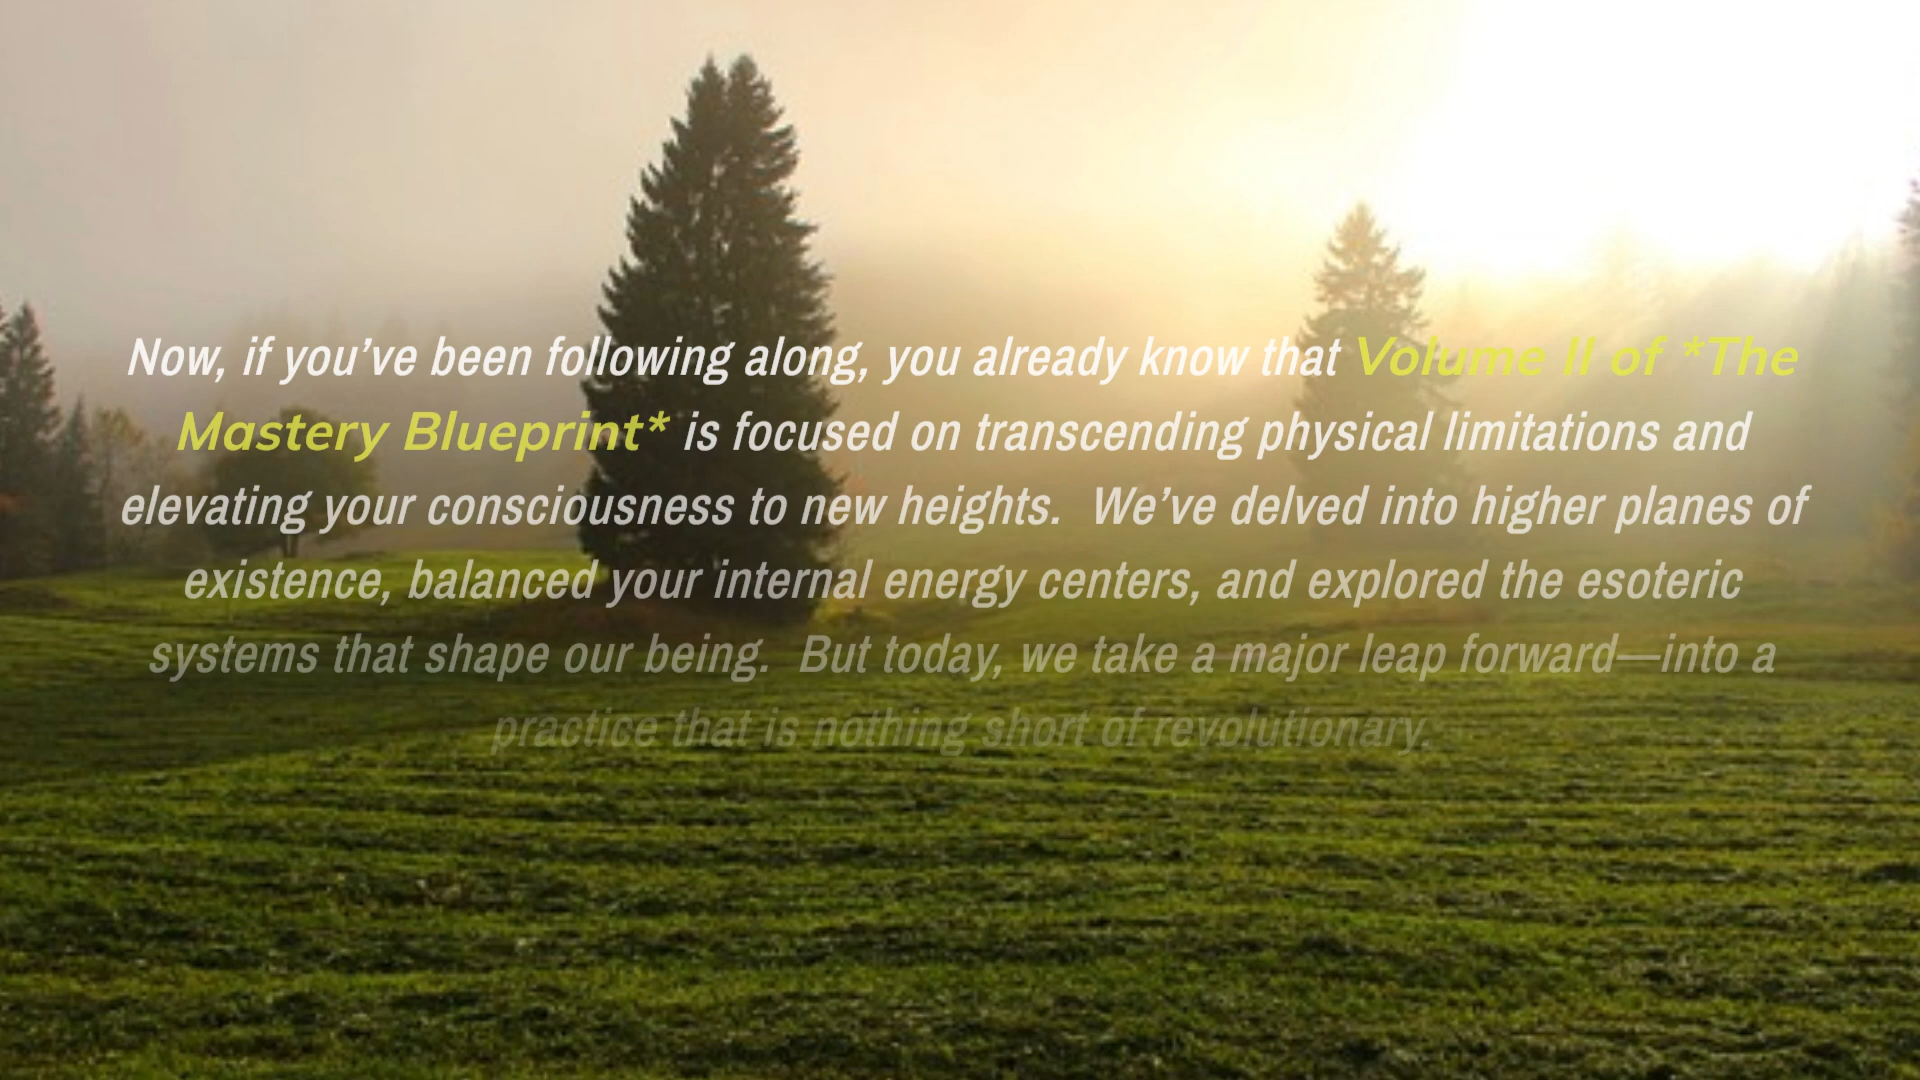 Now, if you’ve been following along, you already know that Volume II of *The
Mastery Blueprint* is focused on transcending physical limitations and
elevating your consciousness to new heights.  We’ve delved into higher planes of
existence, balanced your internal energy centers, and explored the esoteric
systems that shape our being.  But today, we take a major leap forward—into a
practice that is nothing short of revolutionary.